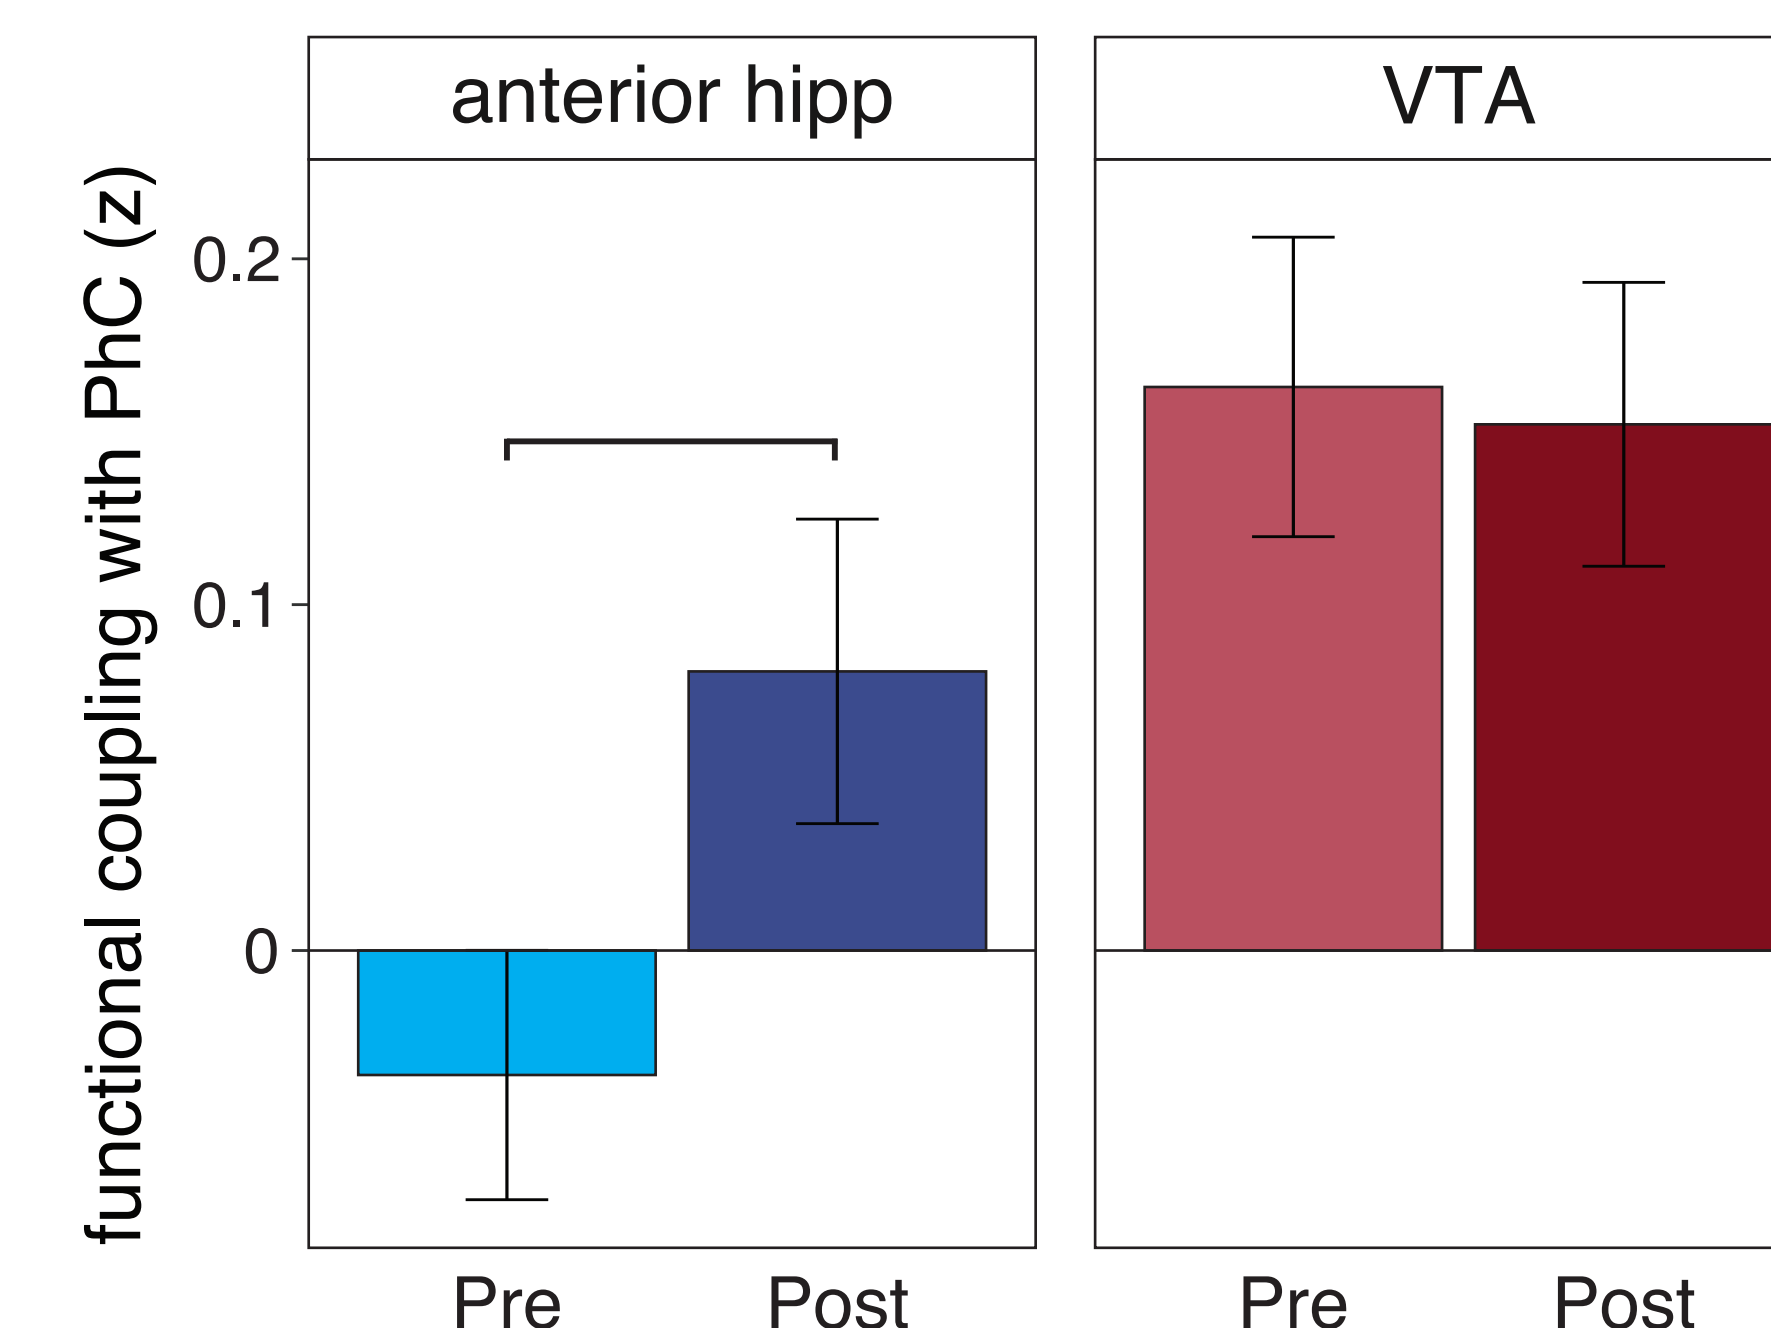 anterior hipp
VTA
functional coupling with PhC (z)
0.2
0.1
0
Pre
Post
Pre
Post